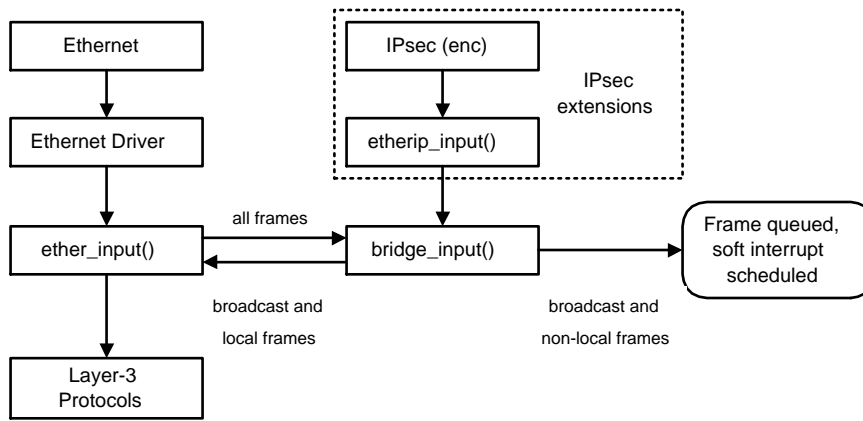 Ethernet
IPsec (enc)
IPsec
extensions
Ethernet Driver
etherip_input()
all frames
ether_input()
bridge_input()
Frame queued,
soft interrupt
scheduled
broadcast and
local frames
broadcast and
non-local frames
Layer-3
Protocols